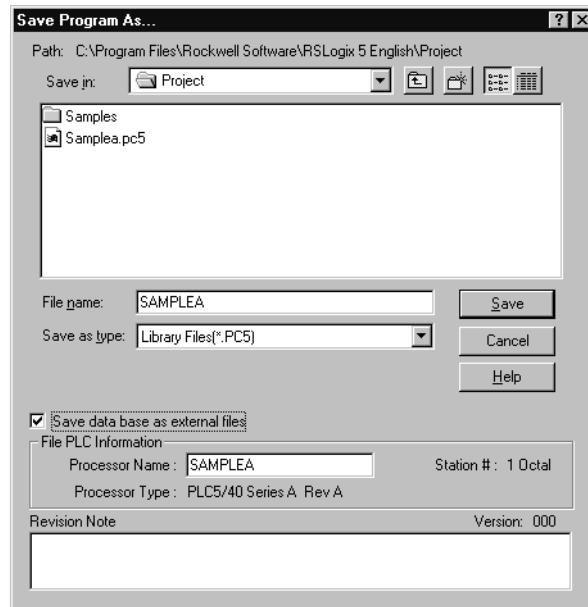 Save Program As...
Path: C:\Program Files\Rockwell Software\RSLogix 5 English\Project
Save in: Project
Samples
Samplea.pc5
File name: SAMPLEA Save
Save as type: Library Files(*.PC5) Cancel
Help
Save data base as external files
File PLC Information
Processor Name : SAMPLEA Station # : 1 Octal
Processor Type : PLC5/40 Series A Rev A
Revision Note Version: 000